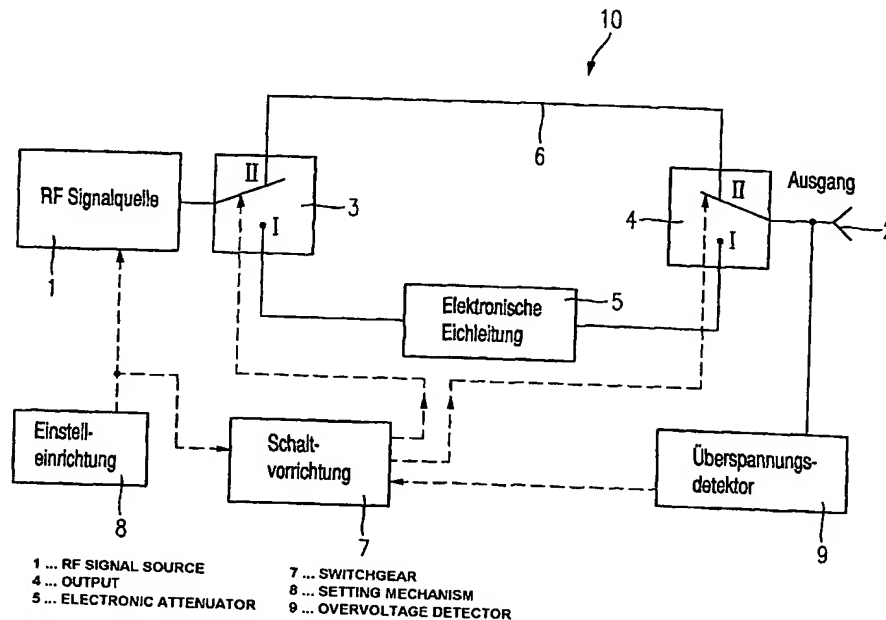 10
II
6
II
Ausgang
RF Signalquelle
3
4
2
I
I
1
5
Elektronische
Eichleitung
Einstell-
einrichtung
Schalt-
vorrichtung
Überspannungs-
detektor
8
7
9
1 ... RF SIGNAL SOURCE
4 ... OUTPUT
5 ... ELECTRONIC ATTENUATOR
7 ... SWITCHGEAR
8 ... SETTING MECHANISM
9 ... OVERVOLTAGE DETECTOR